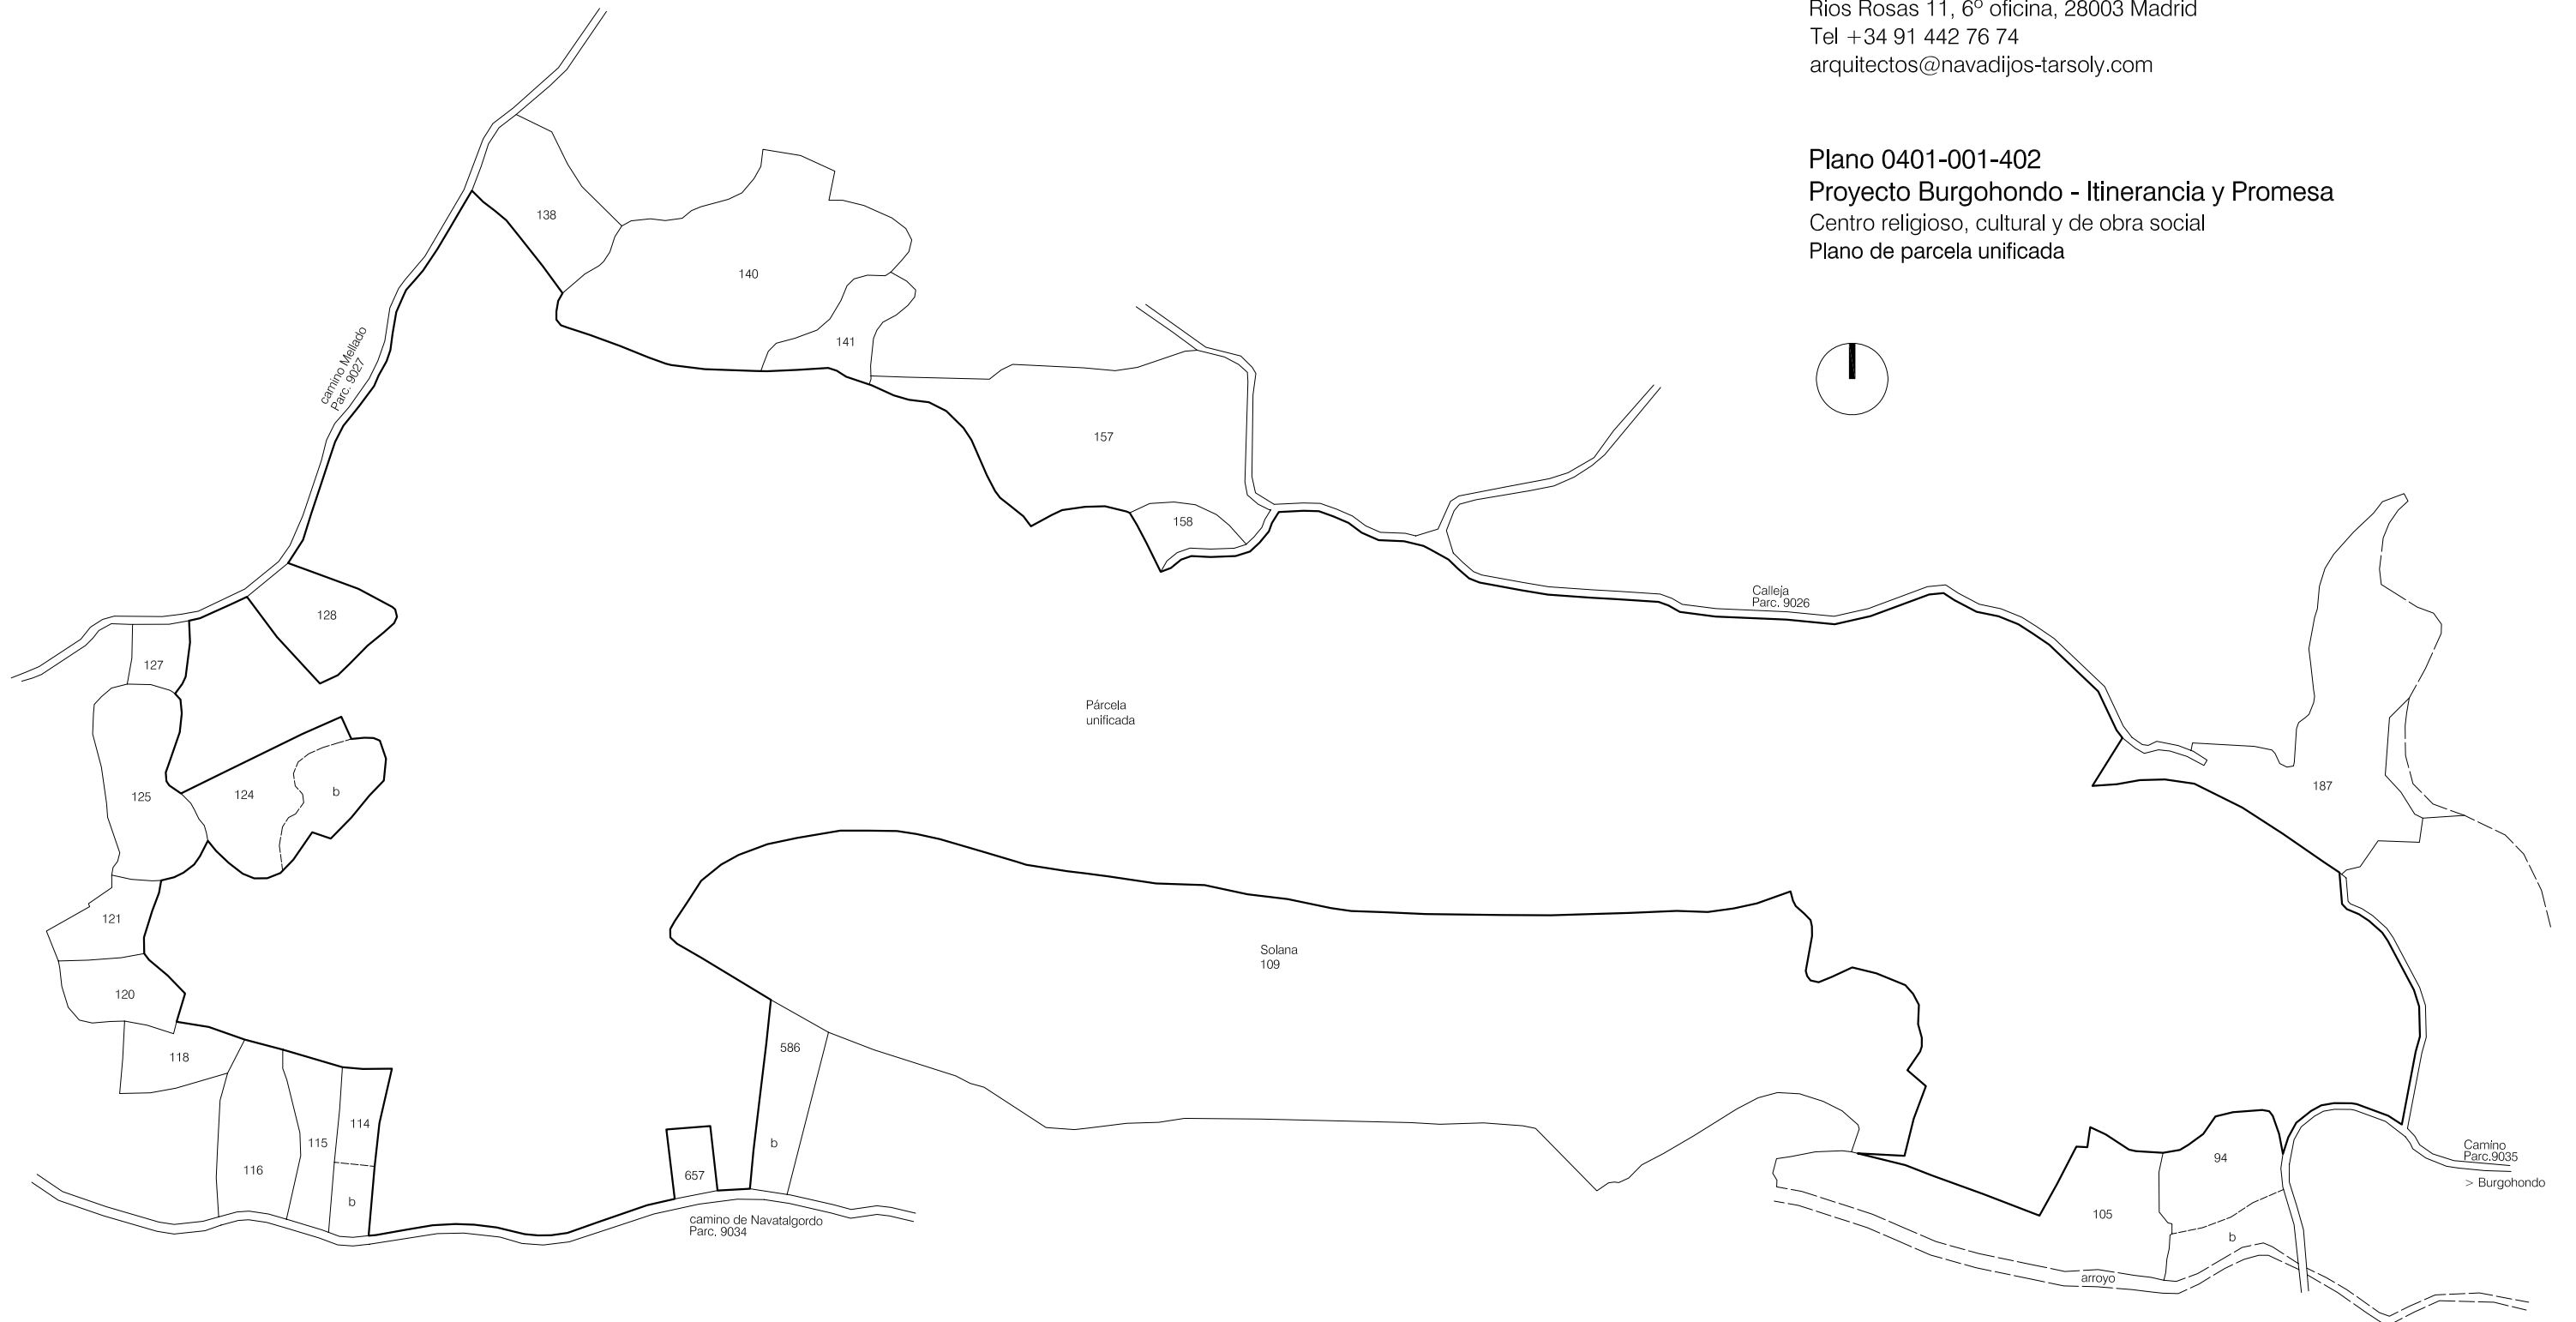 Rios Rosas 11, 6º oficina, 28003 Madrid
Tel +34 91 442 76 74
arquitectos@navadijos-tarsoly.com
Plano 0401-001-402
Proyecto Burgohondo - Itinerancia y Promesa
Centro religioso, cultural y de obra social
Plano de parcela unificada
138
140
141
camino Mellado
Parc. 9027
157
158
Calleja
Parc. 9026
128
127
Párcela
unificada
125
124
b
187
121
Solana
109
120
118
586
114
115
116
b
b
657
camino de Navatalgordo
Parc. 9034
94
105
b
arroyo
Camíno
Parc.9035
> Burgohondo